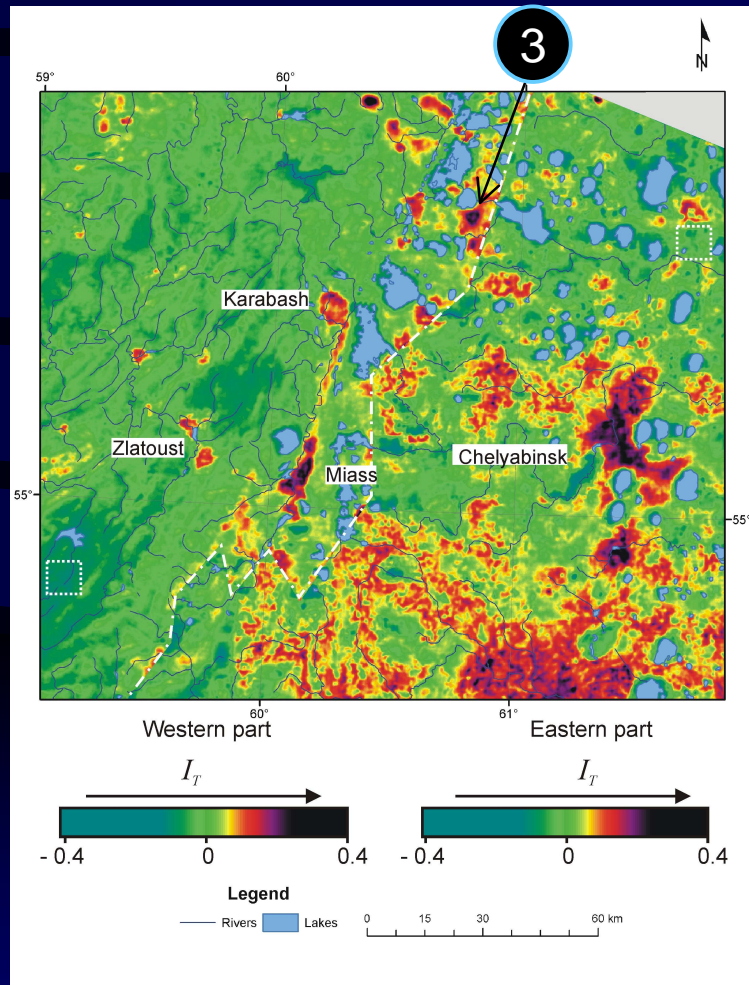 3
N
59°
60°
Karabash
Zlatoust
Chelyabinsk
Miass
55°
55°
60°
61°
Western part
Eastern part
I_T
I_T
- 0.4
0
0.4
- 0.4
0
0.4
Legend
Rivers
Lakes
0
15
30
60 km